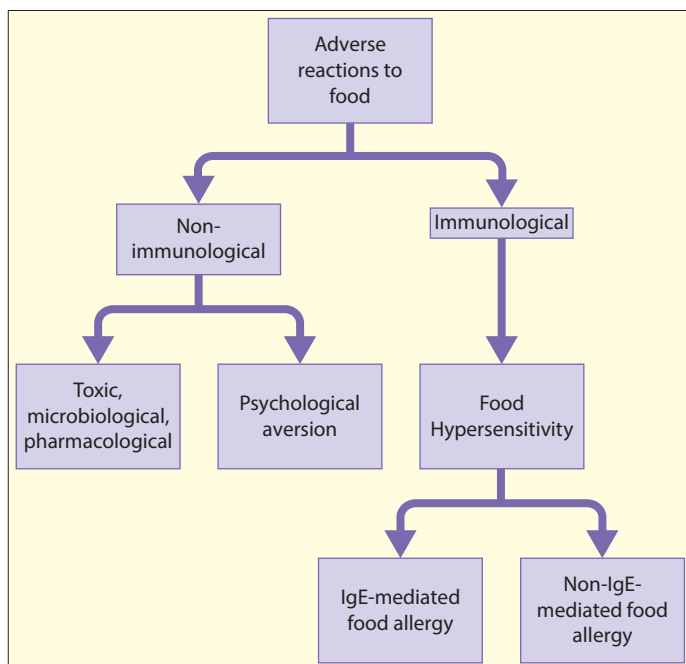 Adverse
reactions to
food
Non-
immunological
Immunological
Toxic,
microbiological,
pharmacological
Psychological
aversion
Food
Hypersensitivity
IgE-mediated
food allergy
Non-IgE-
mediated food
allergy